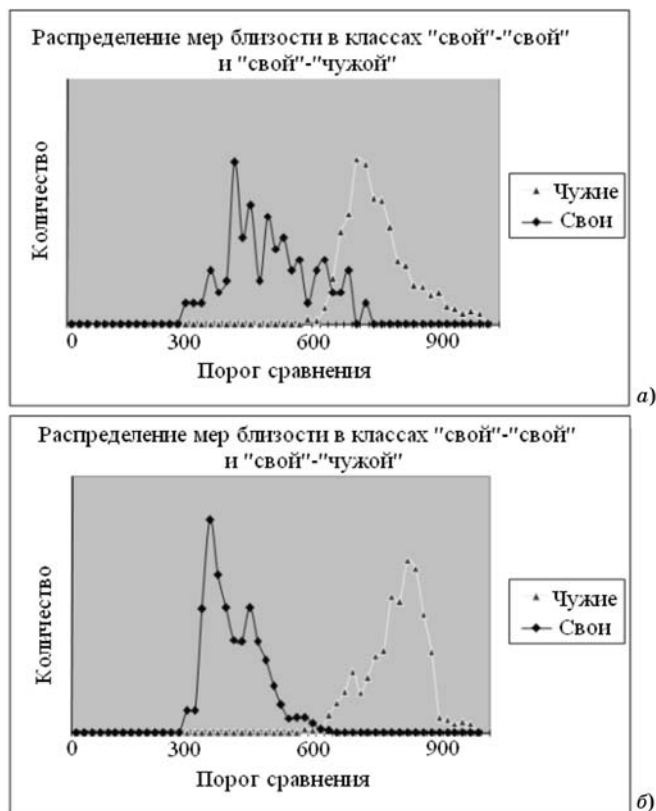 Распределение мер близости в классах "свой"-"свой"
и "свой"-"чужой"
Количество
Чужие
Свои
0 300 600 900
Порог сравнения
а)
Распределение мер близости в классах "свой"-"свой"
и "свой"-"чужой"
Количество
Чужие
Свои
0 300 600 900
Порог сравнения
б)